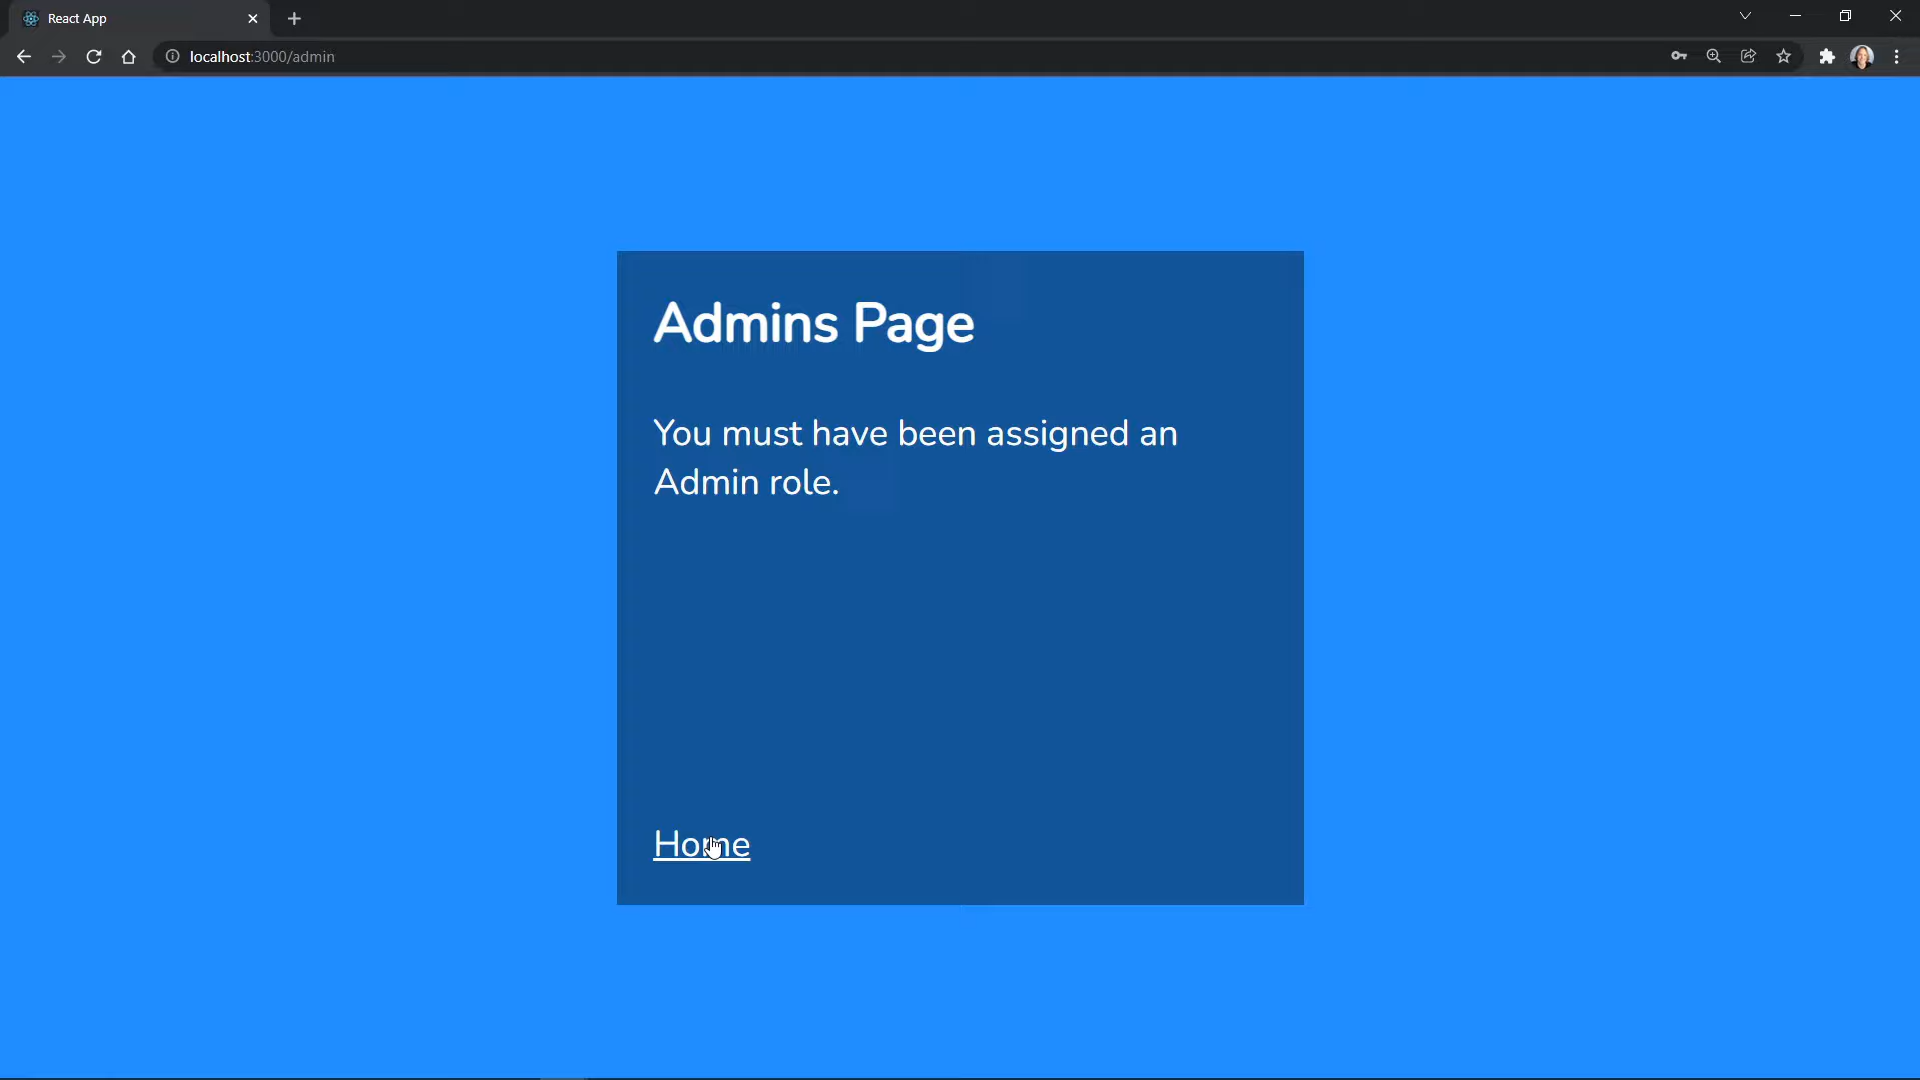 React App
localhost:3000/admin
Admins Page
You must have been assigned an
Admin role.
Home